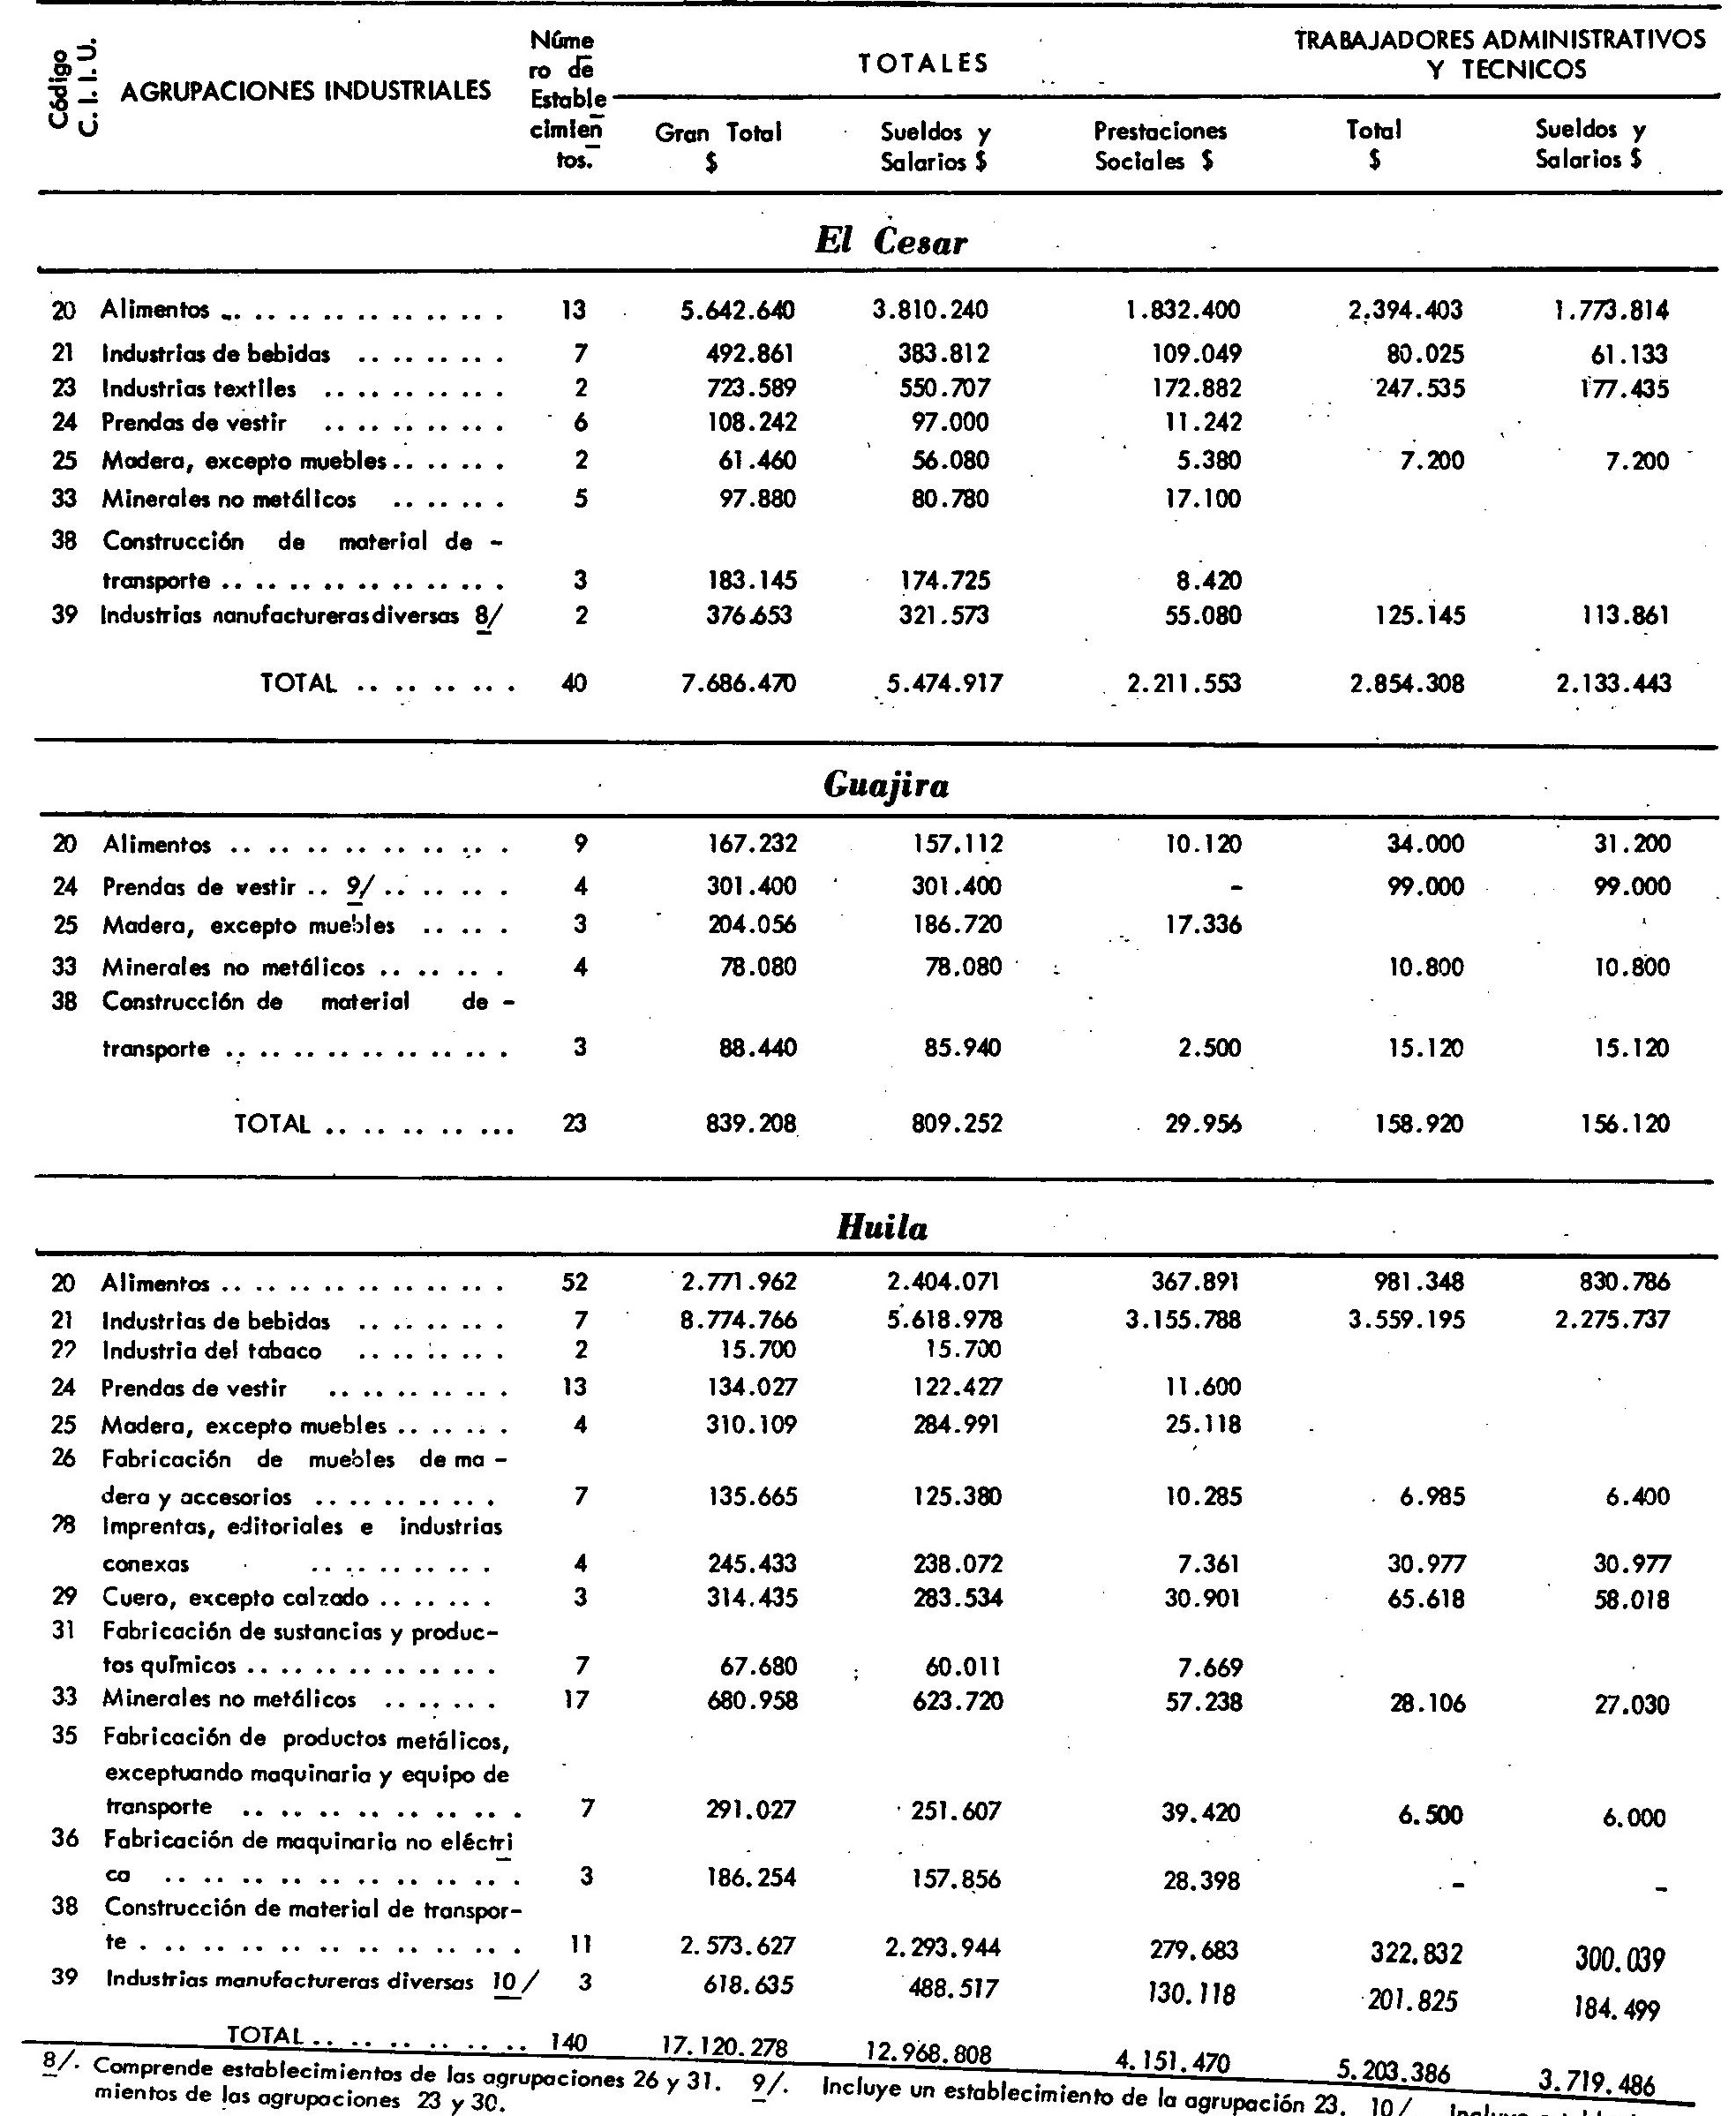 Código C.I.I.U. AGRUPACIONES INDUSTRIALES Núme ro de Estable cimien tos. TOTALES TRABAJADORES ADMINISTRATIVOS Y TECNICOS
Gran Total $ Sueldos y Salarios $ Prestaciones Sociales $ Total $ Sueldos y Salarios $
El Cesar
20 Alimentos .. .. .. .. .. .. .. . 13 5.642.640 3.810.240 1.832.400 2.394.403 1.773.814
21 Industrias de bebidas .. .. .. .. . 7 492.861 383.812 109.049 80.025 61.133
23 Industrias textiles .. .. .. .. .. . 2 723.589 550.707 172.882 247.535 177.435
24 Prendas de vestir .. .. .. .. .. . 6 108.242 97.000 11.242
25 Madera, excepto muebles .. .. .. . 2 61.460 56.080 5.380 7.200 7.200
33 Minerales no metálicos .. .. .. . 5 97.880 80.780 17.100
38 Construcción de material de -
transporte .. .. .. .. .. .. .. . 3 183.145 174.725 8.420
39 Industrias manufactureras diversas 8/ 2 376.653 321.573 55.080 125.145 113.861
TOTAL .. .. .. .. . 40 7.686.470 5.474.917 2.211.553 2.854.308 2.133.443
Guajira
20 Alimentos .. .. .. .. .. .. .. . 9 167.232 157.112 10.120 34.000 31.200
24 Prendas de vestir .. 9/ .. .. .. . 4 301.400 301.400 - 99.000 99.000
25 Madera, excepto muebles .. .. . 3 204.056 186.720 17.336
33 Minerales no metálicos .. .. .. . 4 78.080 78.080 10.800 10.800
38 Construcción de material de -
transporte .. .. .. .. .. .. .. . 3 88.440 85.940 2.500 15.120 15.120
TOTAL .. .. .. .. ... 23 839.208 809.252 29.956 158.920 156.120
Huila
20 Alimentos .. .. .. .. .. .. .. . 52 2.771.962 2.404.071 367.891 981.348 830.786
21 Industrias de bebidas .. .. .. .. . 7 8.774.766 5.618.978 3.155.788 3.559.195 2.275.737
22 Industria del tabaco .. .. .. .. . 2 15.700 15.700
24 Prendas de vestir .. .. .. .. .. . 13 134.027 122.427 11.600
25 Madera, excepto muebles .. .. .. . 4 310.109 284.991 25.118
26 Fabricación de muebles de ma -
dera y accesorios .. .. .. .. .. . 7 135.665 125.380 10.285 6.985 6.400
28 Imprentas, editoriales e industrias
conexas .. .. .. .. .. . 4 245.433 238.072 7.361 30.977 30.977
29 Cuero, excepto calzado .. .. .. . 3 314.435 283.534 30.901 65.618 58.018
31 Fabricación de sustancias y produc-
tos químicos .. .. .. .. .. .. .. . 7 67.680 60.011 7.669
33 Minerales no metálicos .. .. .. . 17 680.958 623.720 57.238 28.106 27.030
35 Fabricación de productos metálicos,
exceptuando maquinaria y equipo de
transporte .. .. .. .. .. .. .. . 7 291.027 251.607 39.420 6.500 6.000
36 Fabricación de maquinaria no eléctri
ca .. .. .. .. .. .. .. .. .. . 3 186.254 157.856 28.398 - -
38 Construcción de material de transpor-
te . .. .. .. .. .. .. .. .. .. . 11 2.573.627 2.293.944 279.683 322.832 300.039
39 Industrias manufactureras diversas 10/ 3 618.635 488.517 130.118 201.825 184.499
TOTAL .. .. .. .. .. .. 140 17.120.278 12.968.808 4.151.470 5.203.386 3.719.486
8/. Comprende establecimientos de las agrupaciones 26 y 31. 9/. Incluye un establecimiento de la agrupación 23. 10/
mientos de las agrupaciones 23 y 30.